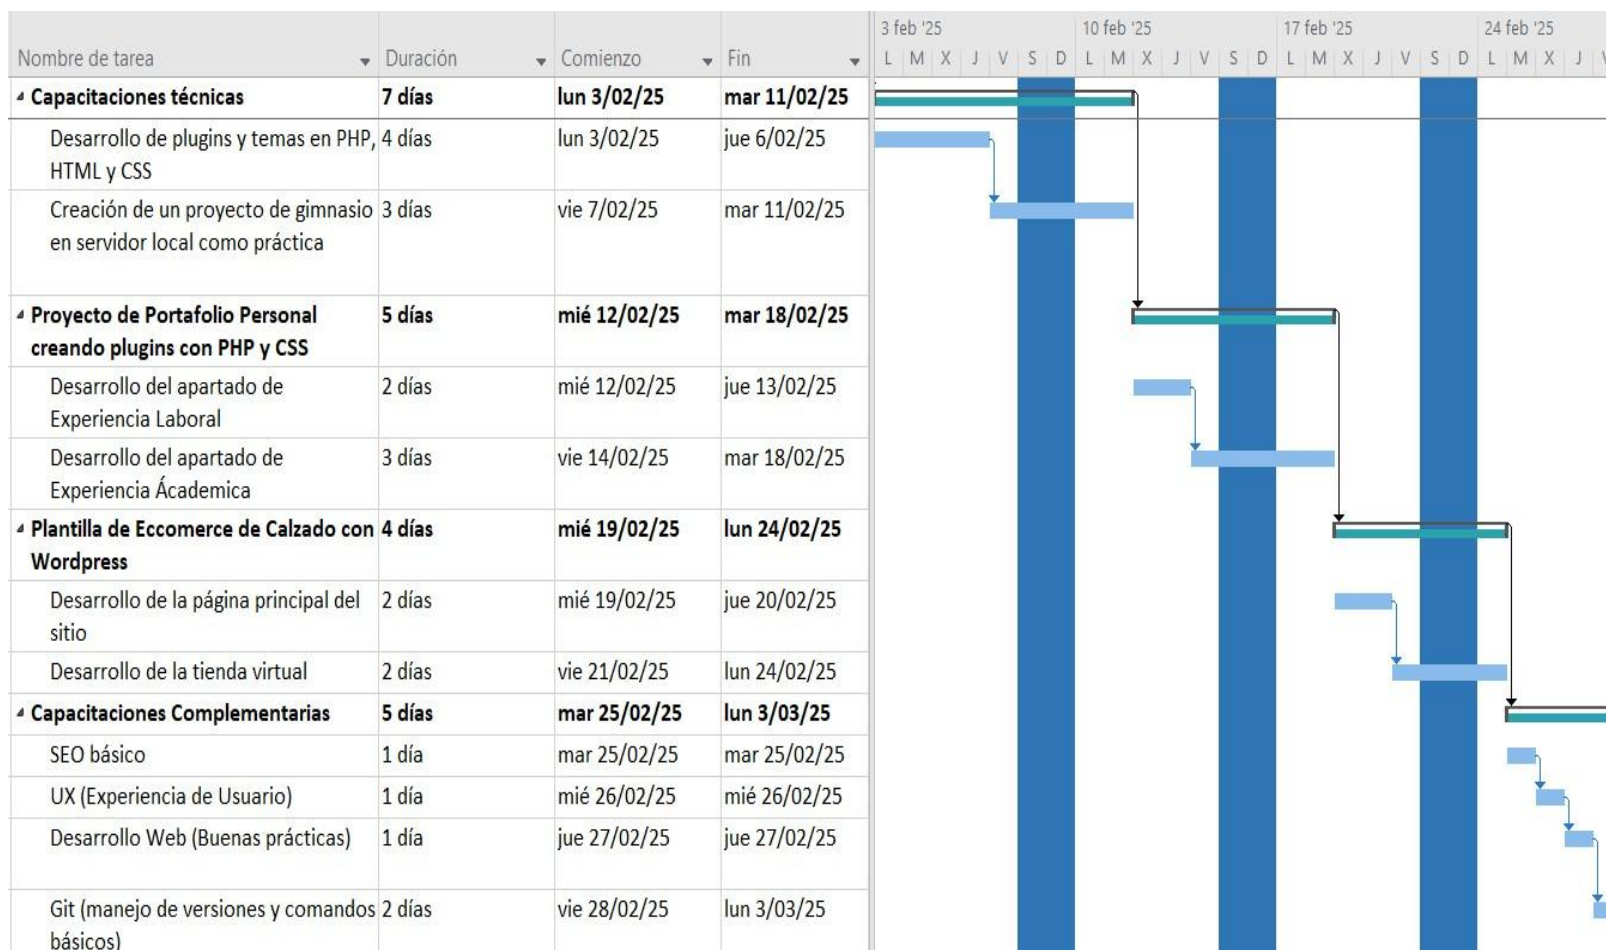 3 feb '25 10 feb '25 17 feb '25 24 feb '25
Nombre de tarea Duración Comienzo Fin L M X J V S D L M X J V S D L M X J V S D L M X J V
Capacitaciones técnicas 7 días lun 3/02/25 mar 11/02/25
Desarrollo de plugins y temas en PHP, 4 días lun 3/02/25 jue 6/02/25
HTML y CSS
Creación de un proyecto de gimnasio 3 días vie 7/02/25 mar 11/02/25
en servidor local como práctica
Proyecto de Portafolio Personal 5 días mié 12/02/25 mar 18/02/25
creando plugins con PHP y CSS
Desarrollo del apartado de 2 días mié 12/02/25 jue 13/02/25
Experiencia Laboral
Desarrollo del apartado de 3 días vie 14/02/25 mar 18/02/25
Experiencia Ácademica
Plantilla de Eccomerce de Calzado con 4 días mié 19/02/25 lun 24/02/25
Wordpress
Desarrollo de la página principal del 2 días mié 19/02/25 jue 20/02/25
sitio
Desarrollo de la tienda virtual 2 días vie 21/02/25 lun 24/02/25
Capacitaciones Complementarias 5 días mar 25/02/25 lun 3/03/25
SEO básico 1 día mar 25/02/25 mar 25/02/25
UX (Experiencia de Usuario) 1 día mié 26/02/25 mié 26/02/25
Desarrollo Web (Buenas prácticas) 1 día jue 27/02/25 jue 27/02/25
Git (manejo de versiones y comandos 2 días vie 28/02/25 lun 3/03/25
básicos)